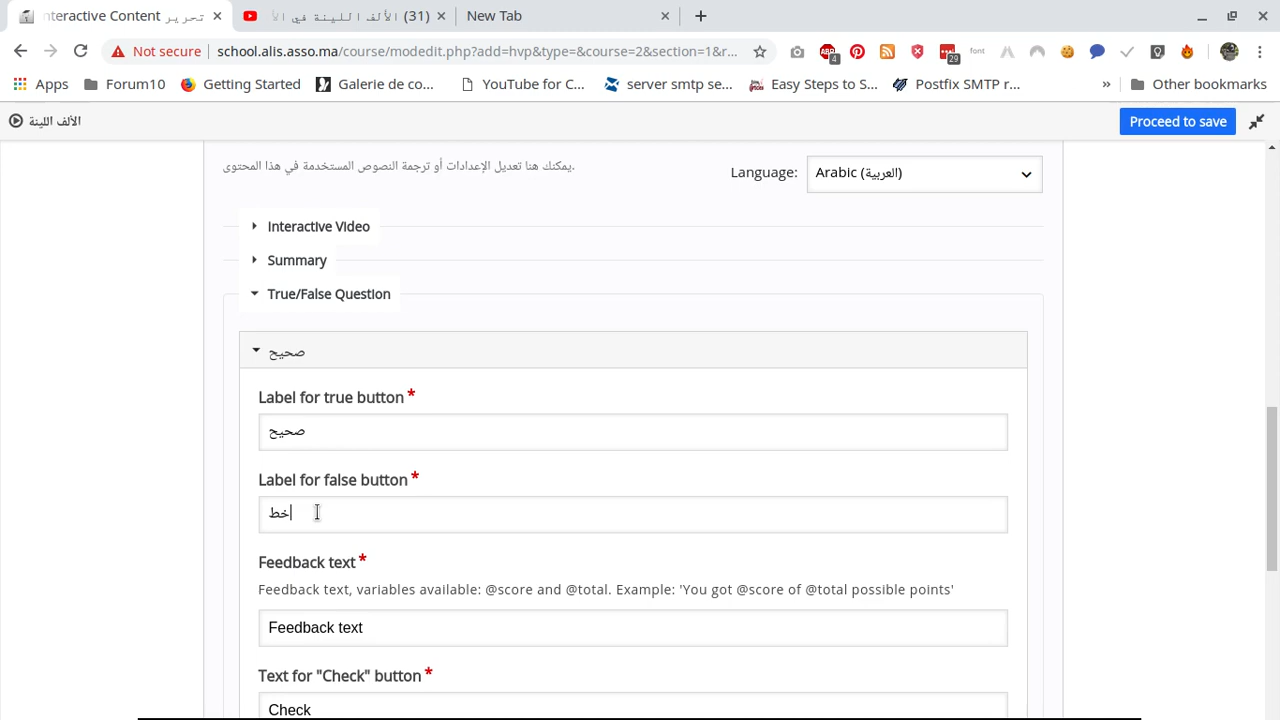 nteractive Content تحرير
(31) الألف اللينة في الأ
New Tab
Not secure
school.alis.asso.ma/course/modedit.php?add=hvp&type=&course=2&section=1&r...
4
29
font
Apps
Forum10
Getting Started
Galerie de co...
YouTube for C...
server smtp se...
Easy Steps to S...
Postfix SMTP r...
»
Other bookmarks
الألف اللينة
Proceed to save
يمكنك هنا تعديل الإعدادات أو ترجمة النصوص المستخدمة في هذا المحتوى.
Language:
Arabic (العربية)
Interactive Video
Summary
True/False Question
صحيح
Label for true button *
صحيح
Label for false button *
خط
Feedback text *
Feedback text, variables available: @score and @total. Example: 'You got @score of @total possible points'
Feedback text
Text for "Check" button *
Check